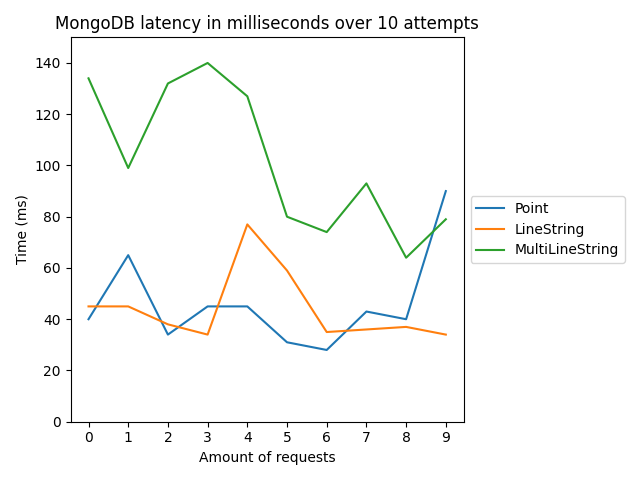 MongoDB latency in milliseconds over 10 attempts
140
120
100
80
60
40
20
0
Time (ms)
0 1 2 3 4 5 6 7 8 9
Amount of requests
Point
LineString
MultiLineString